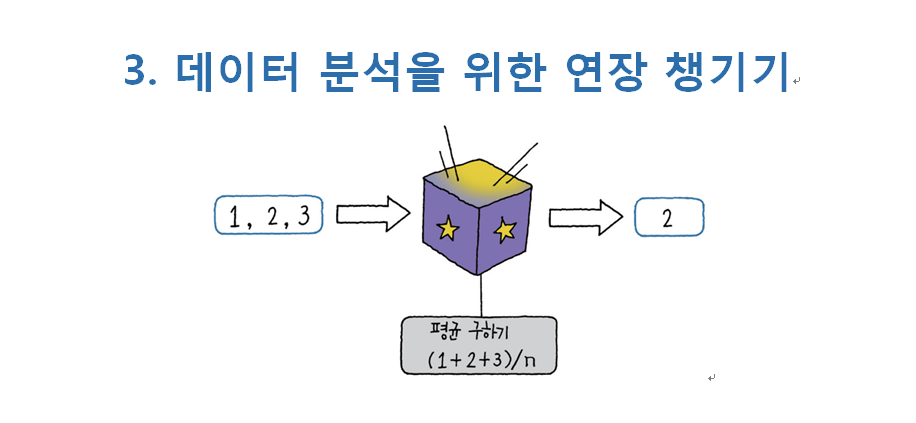 3. 데이터 분석을 위한 연장 챙기기
1, 2, 3
2
평균 구하기
(1+2+3)/n